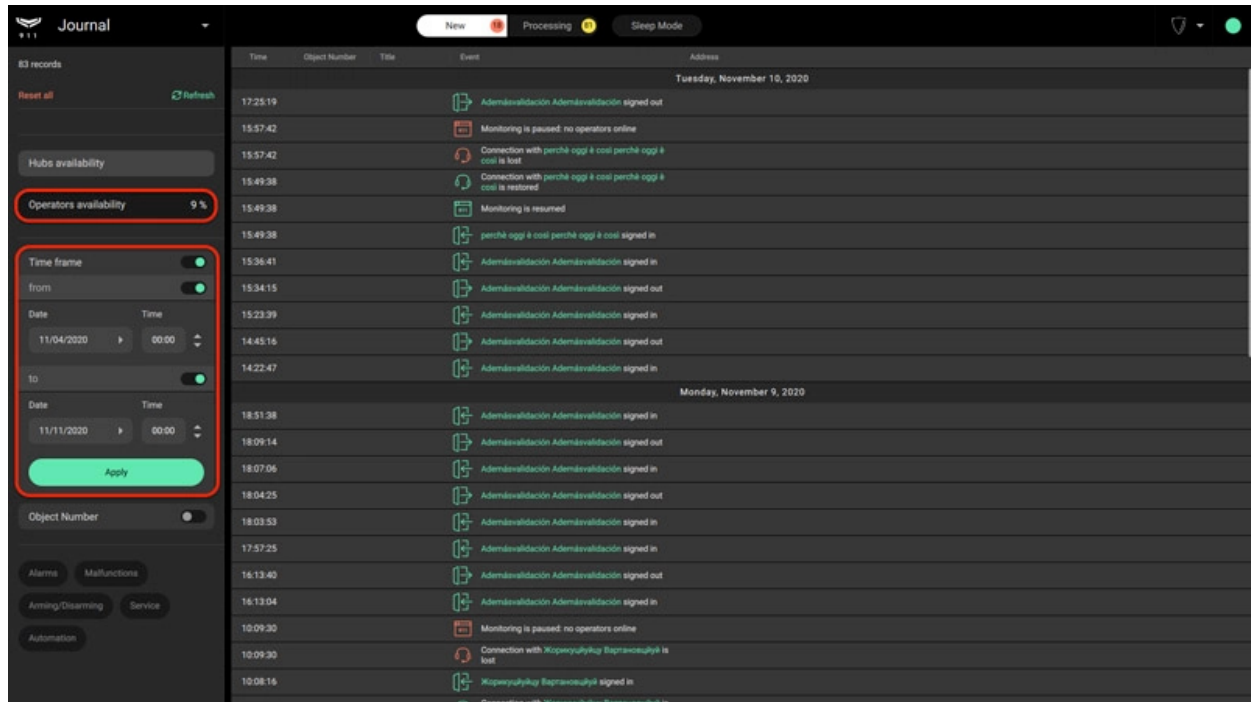 911
Journal
New 18 Processing 81 Sleep Mode
83 records
Reset all Refresh
Hubs availability
Operators availability 9 %
Time frame
from
Date Time
11/04/2020 00:00
to
Date Time
11/11/2020 00:00
Apply
Object Number
Alarms Malfunctions
Arming/Disarming Service
Automation
Time Object Number Title Event Address
Tuesday, November 10, 2020
17:25:19 Ademásvalidación Ademásvalidación signed out
15:57:42 Monitoring is paused: no operators online
15:57:42 Connection with perchè oggi è così perchè oggi è
così is lost
15:49:38 Connection with perchè oggi è così perchè oggi è
così is restored
15:49:38 Monitoring is resumed
15:49:38 perchè oggi è così perchè oggi è così signed in
15:36:41 Ademásvalidación Ademásvalidación signed in
15:34:15 Ademásvalidación Ademásvalidación signed out
15:23:39 Ademásvalidación Ademásvalidación signed in
14:45:16 Ademásvalidación Ademásvalidación signed out
14:22:47 Ademásvalidación Ademásvalidación signed in
Monday, November 9, 2020
18:51:38 Ademásvalidación Ademásvalidación signed in
18:09:14 Ademásvalidación Ademásvalidación signed out
18:07:06 Ademásvalidación Ademásvalidación signed in
18:04:25 Ademásvalidación Ademásvalidación signed out
18:03:53 Ademásvalidación Ademásvalidación signed in
17:57:25 Ademásvalidación Ademásvalidación signed in
16:13:40 Ademásvalidación Ademásvalidación signed out
16:13:04 Ademásvalidación Ademásvalidación signed in
10:09:30 Monitoring is paused: no operators online
10:09:30 Connection with is
lost
10:08:16 signed in